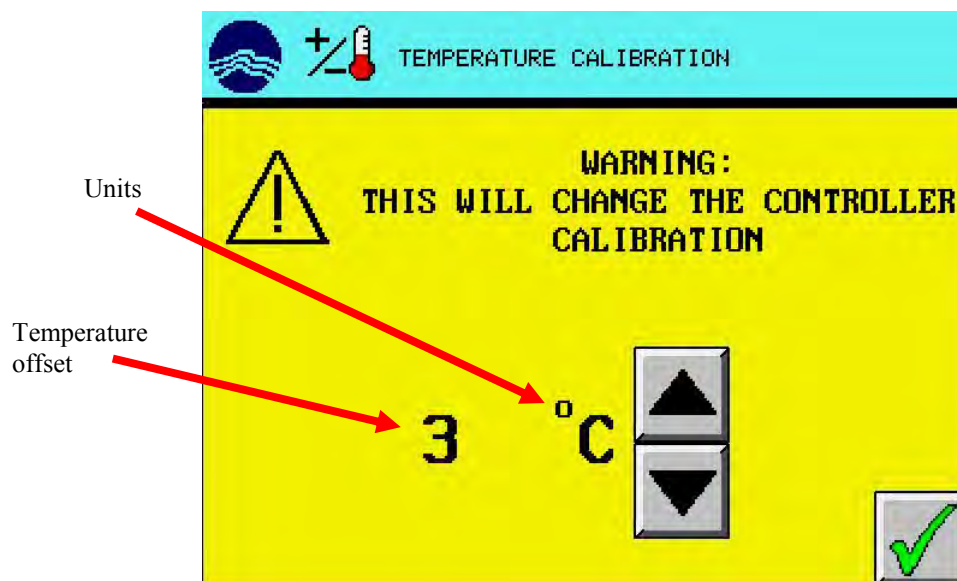 TEMPERATURE CALIBRATION
WARNING:
THIS WILL CHANGE THE CONTROLLER
CALIBRATION
Units
Temperature
offset
3 °C